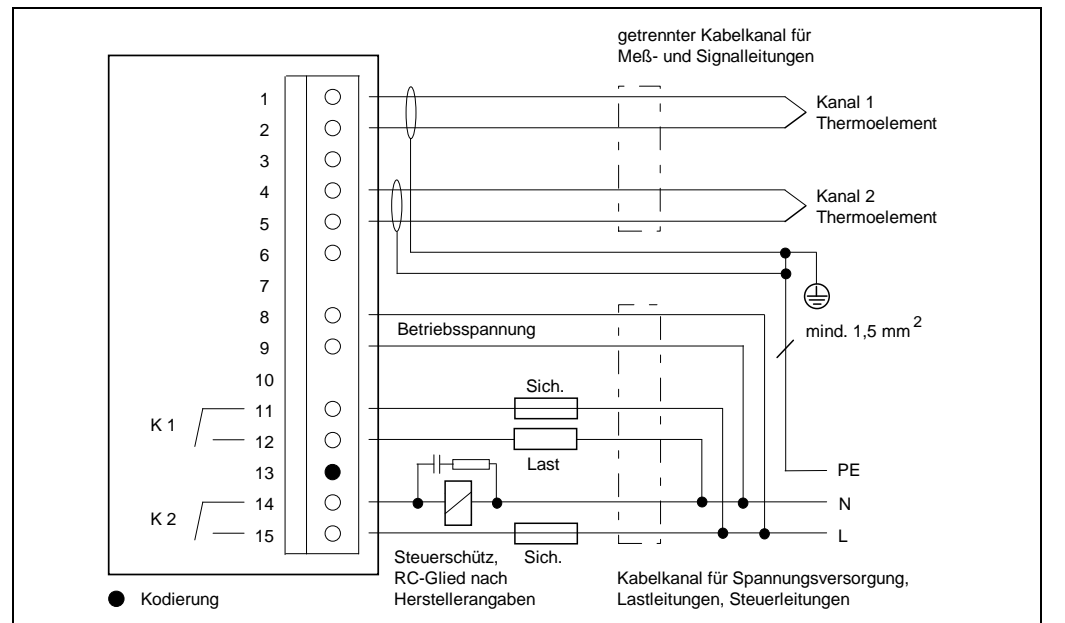 getrennter Kabelkanal für
Meß- und Signalleitungen
1
2
3
4
5
6
7
8
9
10
11
12
13
14
15
Kanal 1
Thermoelement
Kanal 2
Thermoelement
mind. 1,5 mm²
Betriebsspannung
Sich.
K 1
Last
PE
N
K 2
L
Steuerschütz,
RC-Glied nach
Herstellerangaben
Sich.
Kabelkanal für Spannungsversorgung,
Lastleitungen, Steuerleitungen
Kodierung